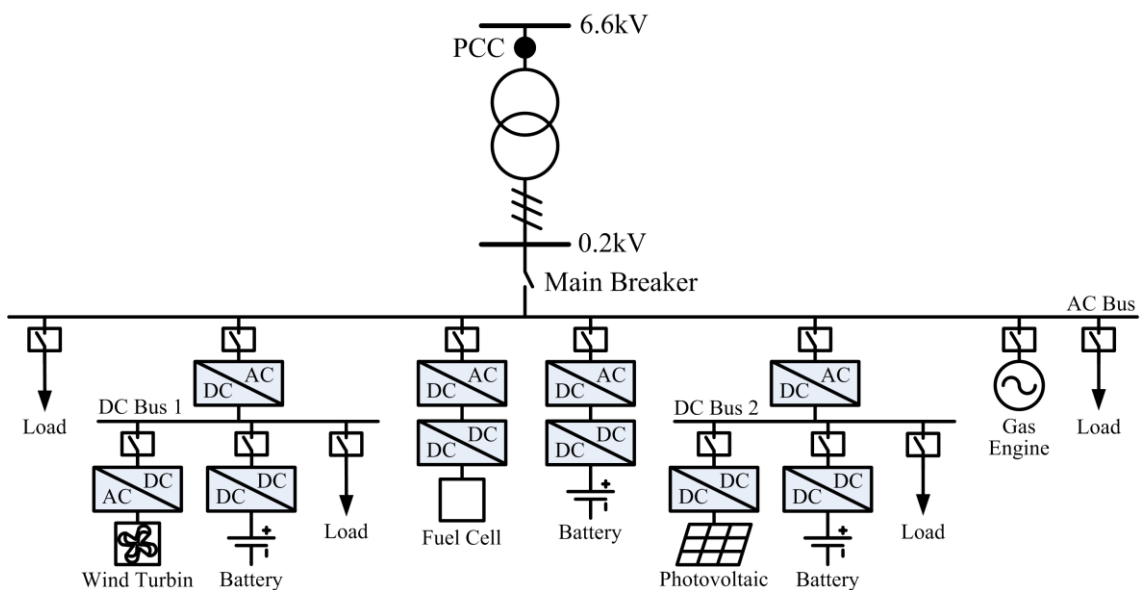 6.6kV
PCC
0.2kV
Main Breaker
AC Bus
DC AC
DC AC
DC AC
DC AC
Load
DC Bus 1
DC Bus 2
Gas
Engine
Load
AC DC
DC DC
Load
DC DC
DC DC
DC DC
DC DC
Load
Fuel Cell
Battery
Wind Turbin
Battery
Photovoltaic
Battery